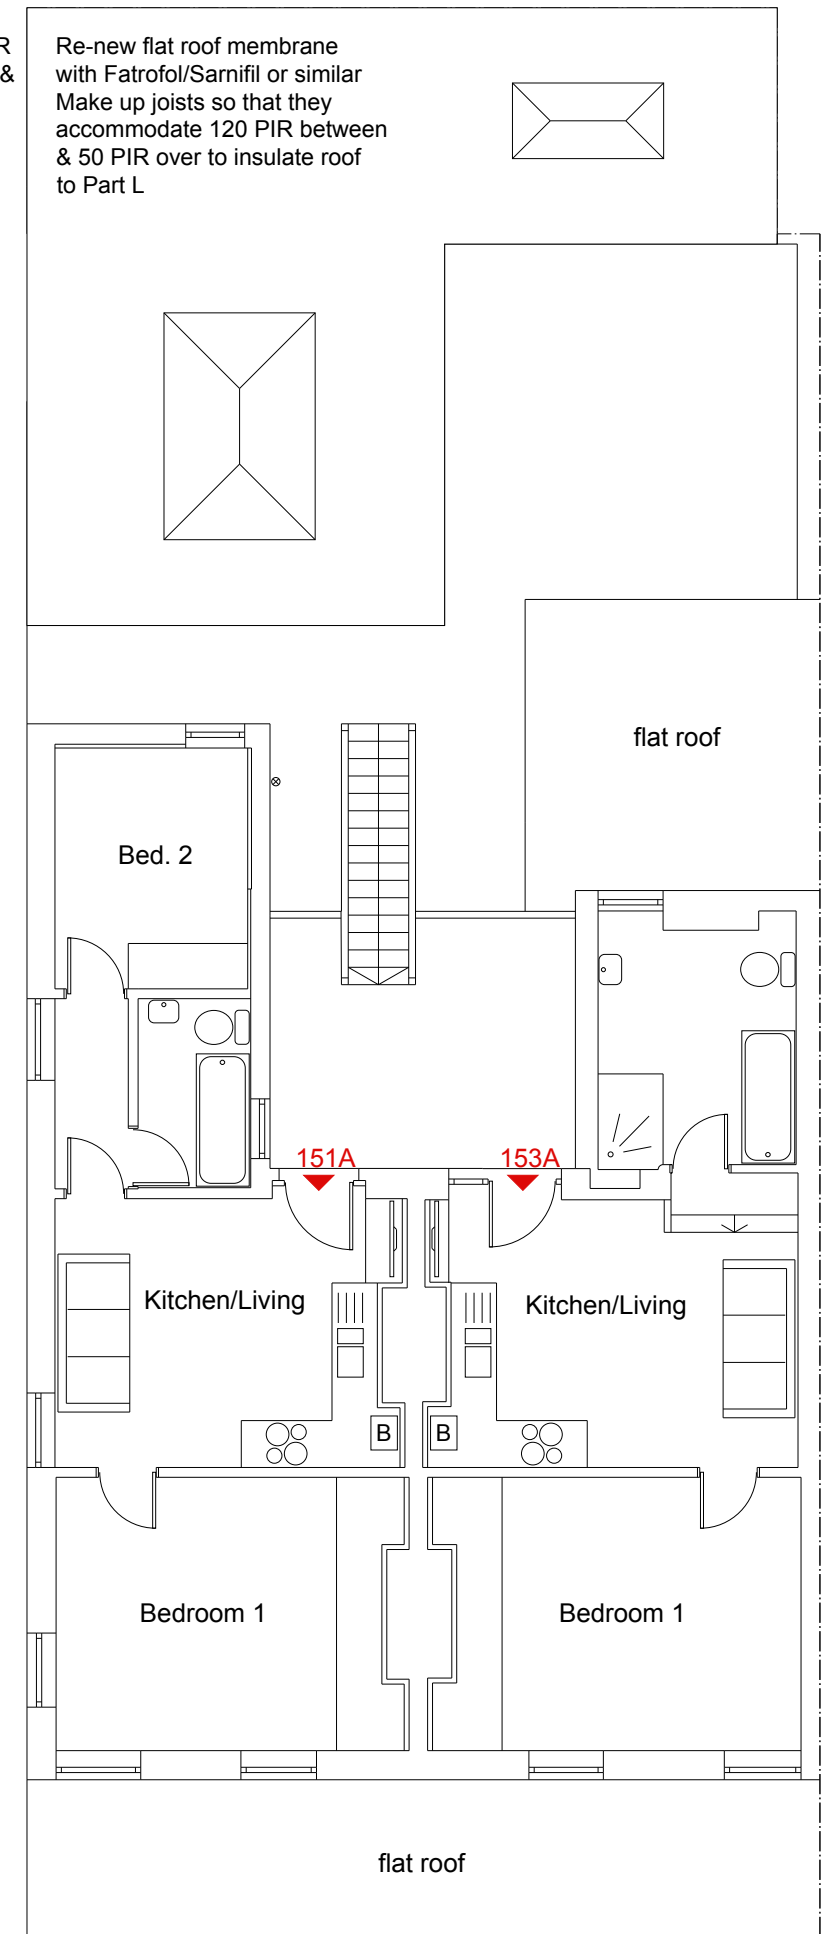 R
&
Re-new flat roof membrane
with Fatrofol/Sarnifil or similar
Make up joists so that they
accommodate 120 PIR between
& 50 PIR over to insulate roof
to Part L
flat roof
Bed. 2
151A
153A
Kitchen/Living
Kitchen/Living
B
B
Bedroom 1
Bedroom 1
flat roof